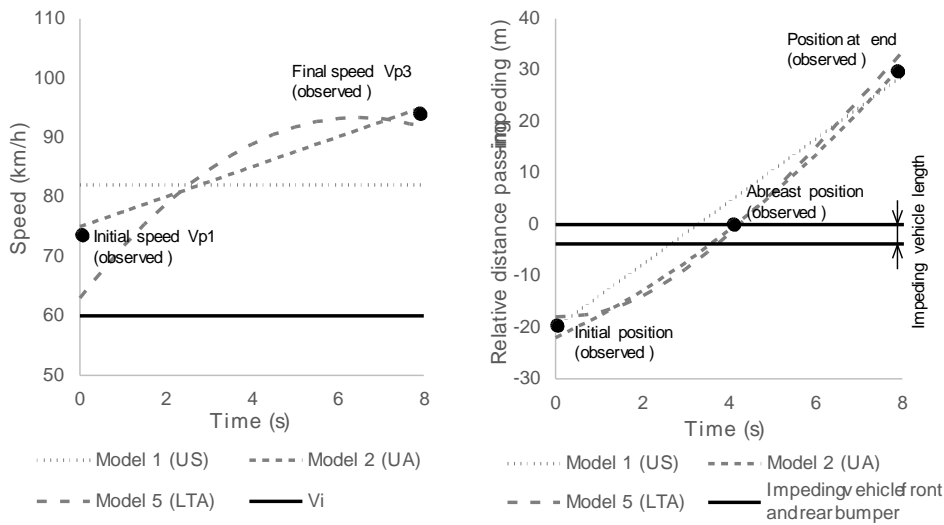 110
100
90
80
70
60
50
Speed (km/h)
Final speed Vp3
(observed )
Initial speed Vp1
(observed )
0
2
4
6
8
Time (s)
Model 1 (US)
Model 2 (UA)
Model 5 (LTA)
Vi
40
30
20
10
0
-10
-20
-30
Relative distance passing-
impeding (m)
Position at end
(observed )
Abreast position
(observed )
Initial position
(observed )
Impeding vehicle length
0
2
4
6
8
Time (s)
Model 1 (US)
Model 2 (UA)
Model 5 (LTA)
Impeding vehicle front
and rear bumper